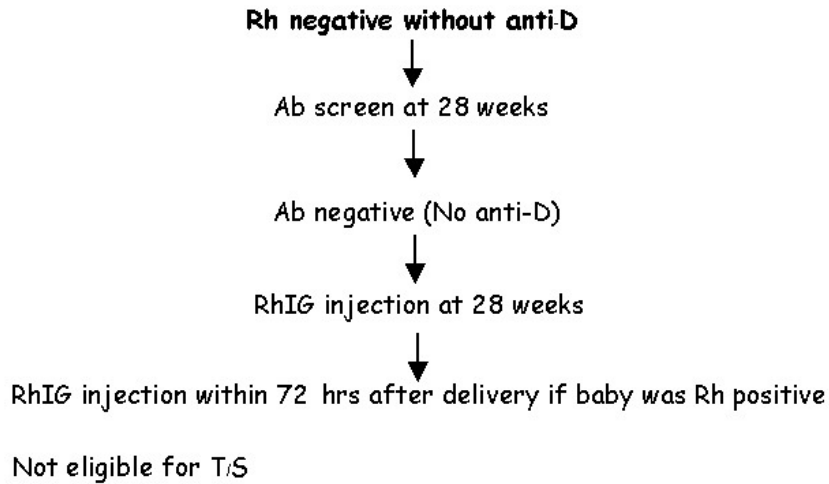 Rh negative without anti-D
Ab screen at 28 weeks
Ab negative (No anti-D)
RhIG injection at 28 weeks
RhIG injection within 72 hrs after delivery if baby was Rh positive
Not eligible for T/S